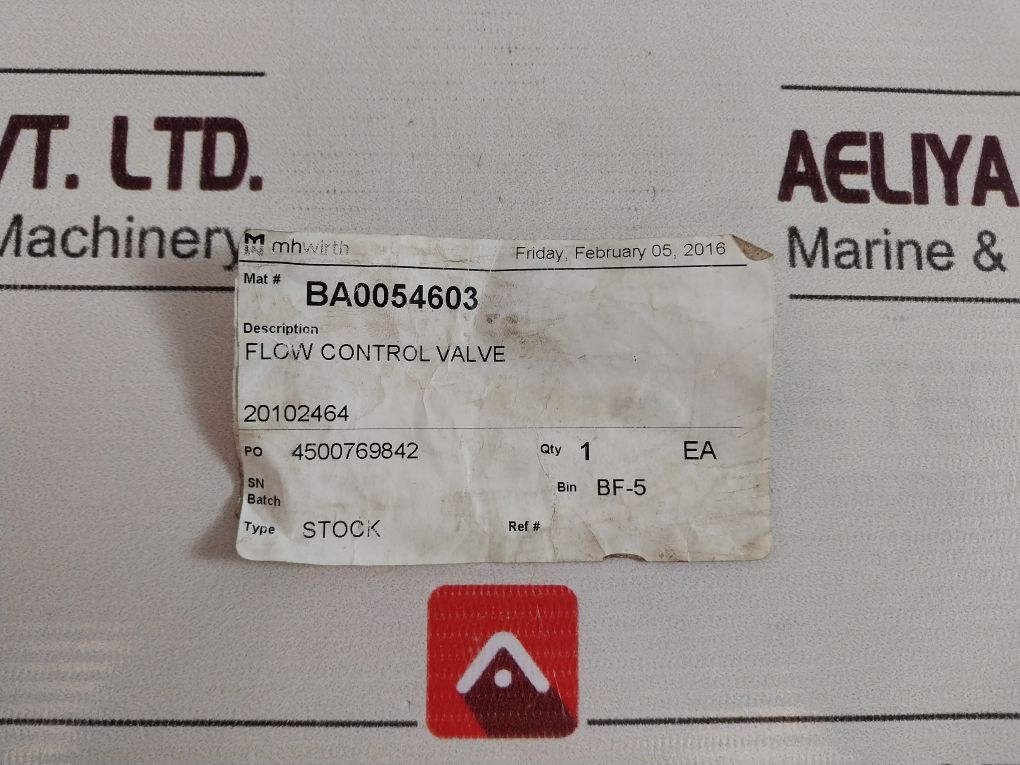 VT. LTD.
Machinery
AELIYA
Marine &
mhwirth
Friday, February 05, 2016
Mat # BA0054603
Description
FLOW CONTROL VALVE
20102464
PO 4500769842 Qty 1 EA
SN
Bin BF-5
Batch
Type STOCK Ref #